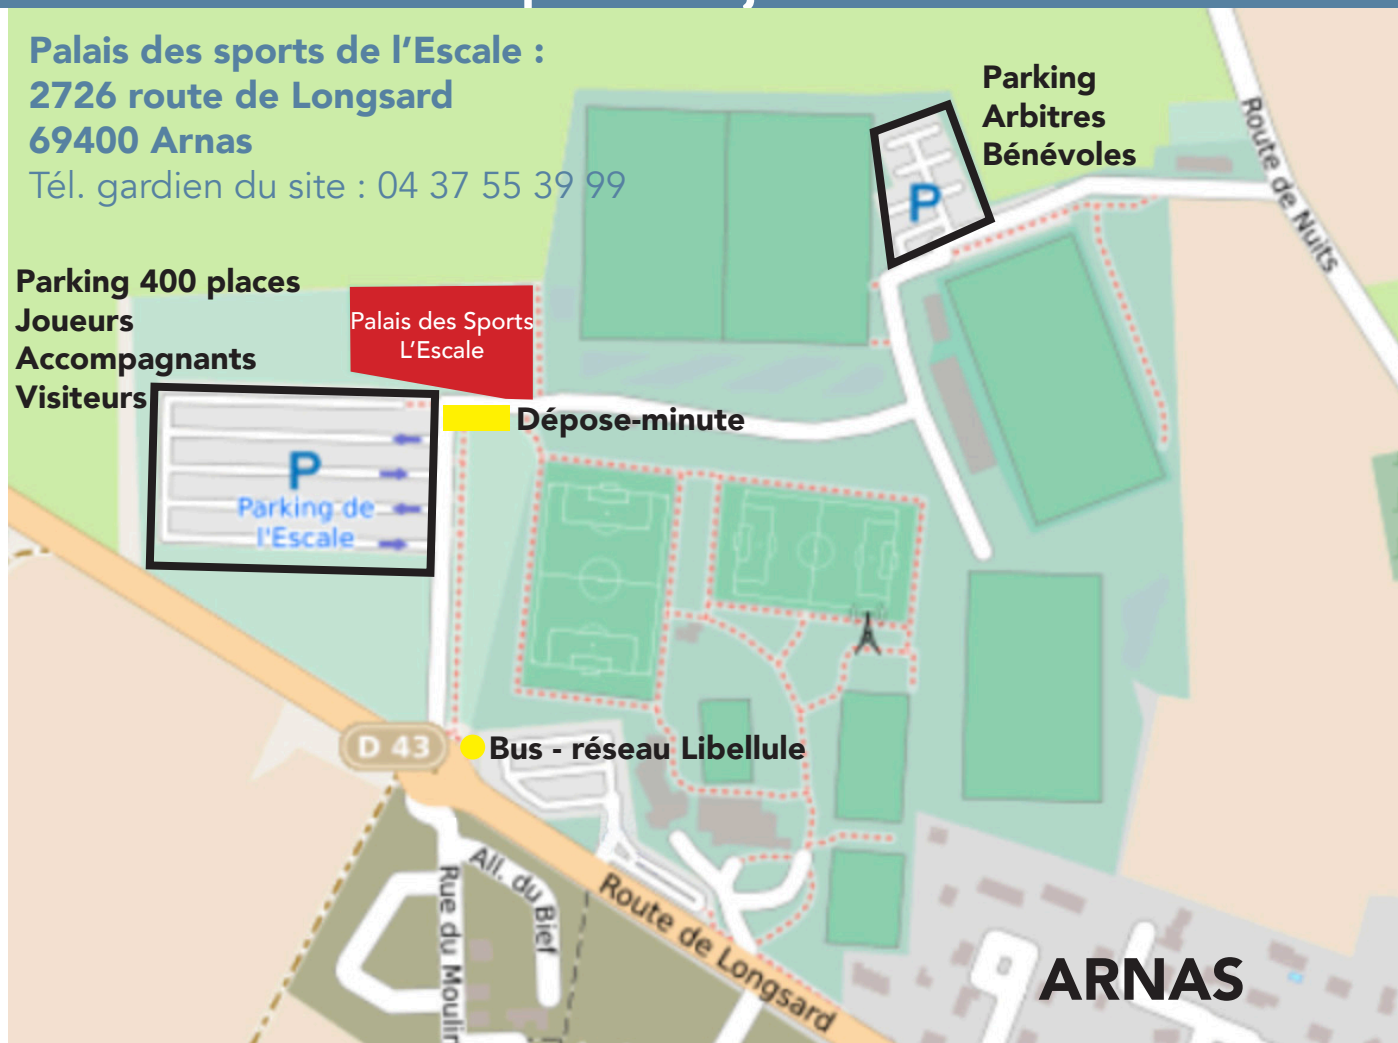 Palais des sports de l’Escale :
2726 route de Longsard
69400 Arnas
Tél. gardien du site : 04 37 55 39 99
Parking
Arbitres
Bénévoles
P
Route de Nuits
Parking 400 places
Joueurs
Accompagnants
Visiteurs
Palais des Sports
L’Escale
Dépose-minute
P
Parking de
l'Escale
D 43
Bus - réseau Libellule
All. du Bief
Rue du Moulin
Route de Longsard
ARNAS